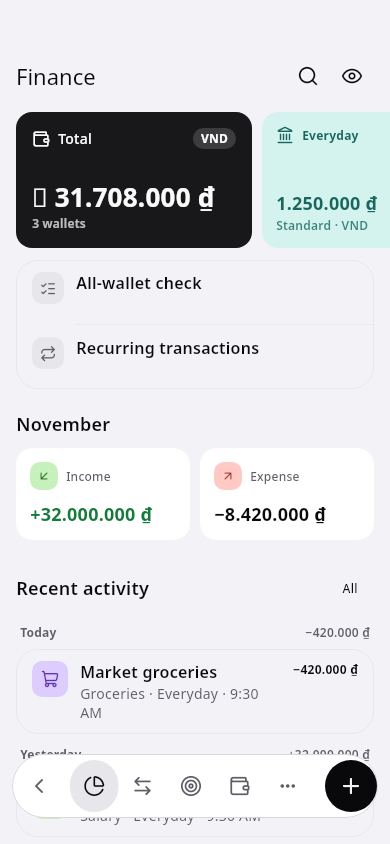 Finance
Total
VND
31.708.000 ₫
3 wallets
Everyday
1.250.000 ₫
Standard · VND
All-wallet check
Recurring transactions
November
Income
+32.000.000 ₫
Expense
−8.420.000 ₫
Recent activity
All
Today
−420.000 ₫
Market groceries
−420.000 ₫
Groceries · Everyday · 9:30
AM
Yesterday